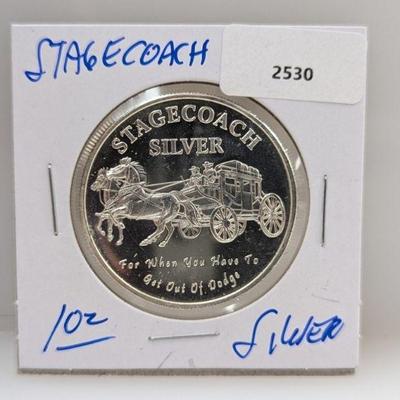 STAGECOACH
2530
STAGECOACH
SILVER
For When You Have To
Get Out Of Dodge
1oz
SILVER